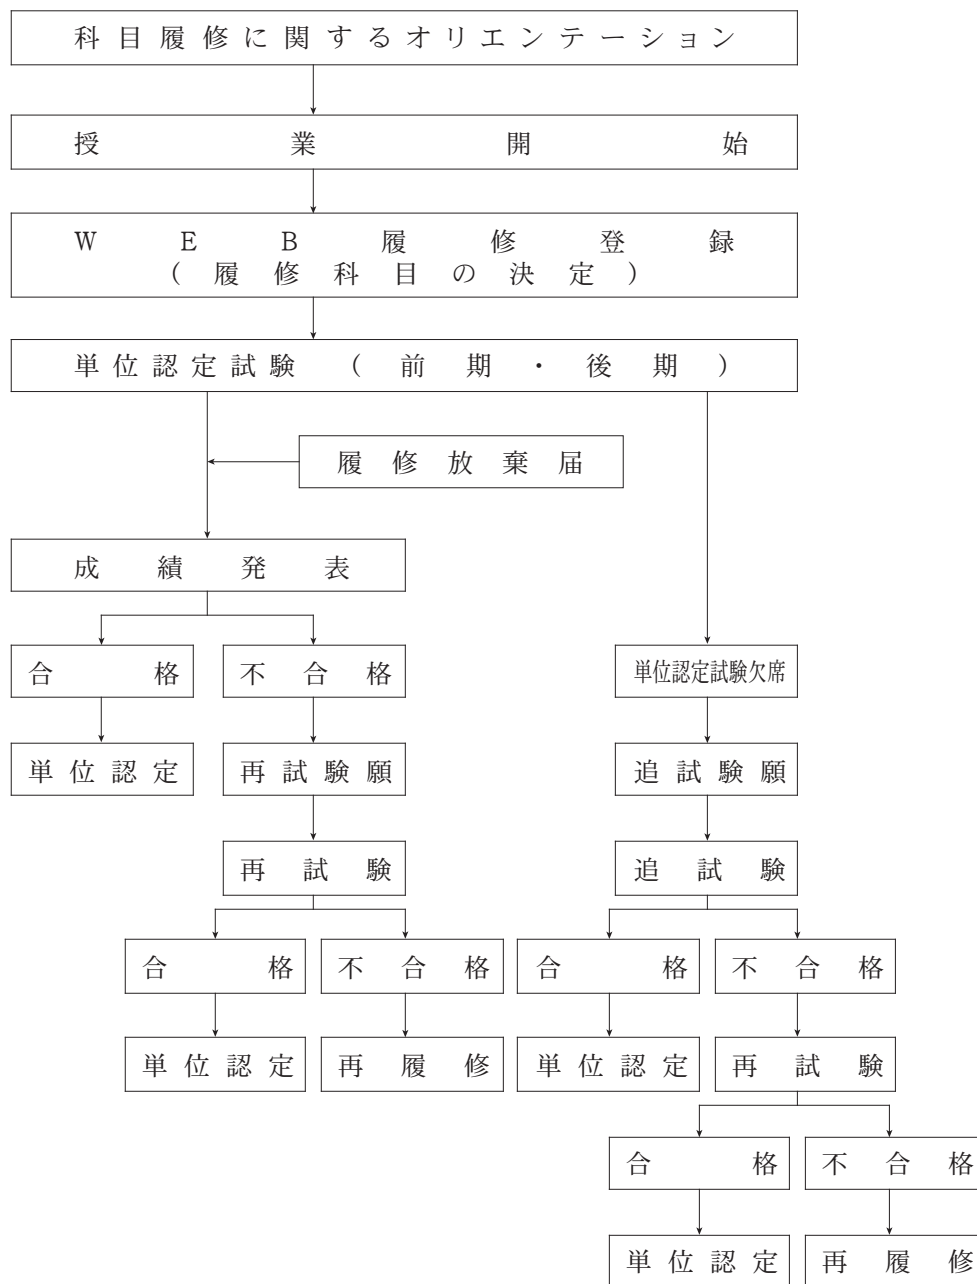 科目履修に関するオリエンテーション
授業開始
WEB履修登録
(履修科目の決定)
単位認定試験(前期・後期)
履修放棄届
成績発表
合格
不合格
単位認定試験欠席
単位認定
再試験願
追試験願
再試験
追試験
合格
不合格
合格
不合格
単位認定
再履修
単位認定
再試験
合格
不合格
単位認定
再履修